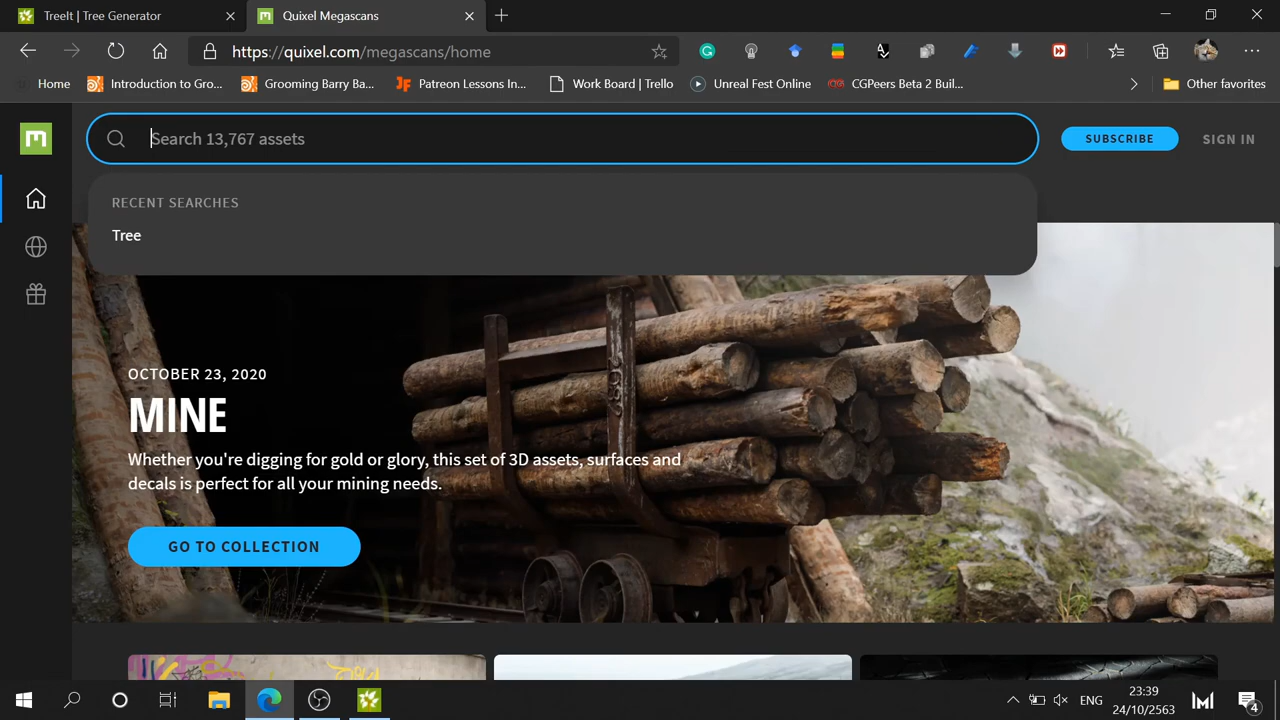 TreeIt | Tree Generator
Quixel Megascans
https://quixel.com/megascans/home
Home
Introduction to Gro...
Grooming Barry Ba...
Patreon Lessons In...
Work Board | Trello
Unreal Fest Online
CGPeers Beta 2 Buil...
Other favorites
Search 13,767 assets
SUBSCRIBE
SIGN IN
RECENT SEARCHES
Tree
OCTOBER 23, 2020
MINE
Whether you're digging for gold or glory, this set of 3D assets, surfaces and
decals is perfect for all your mining needs.
GO TO COLLECTION
ENG
23:39
24/10/2563
4